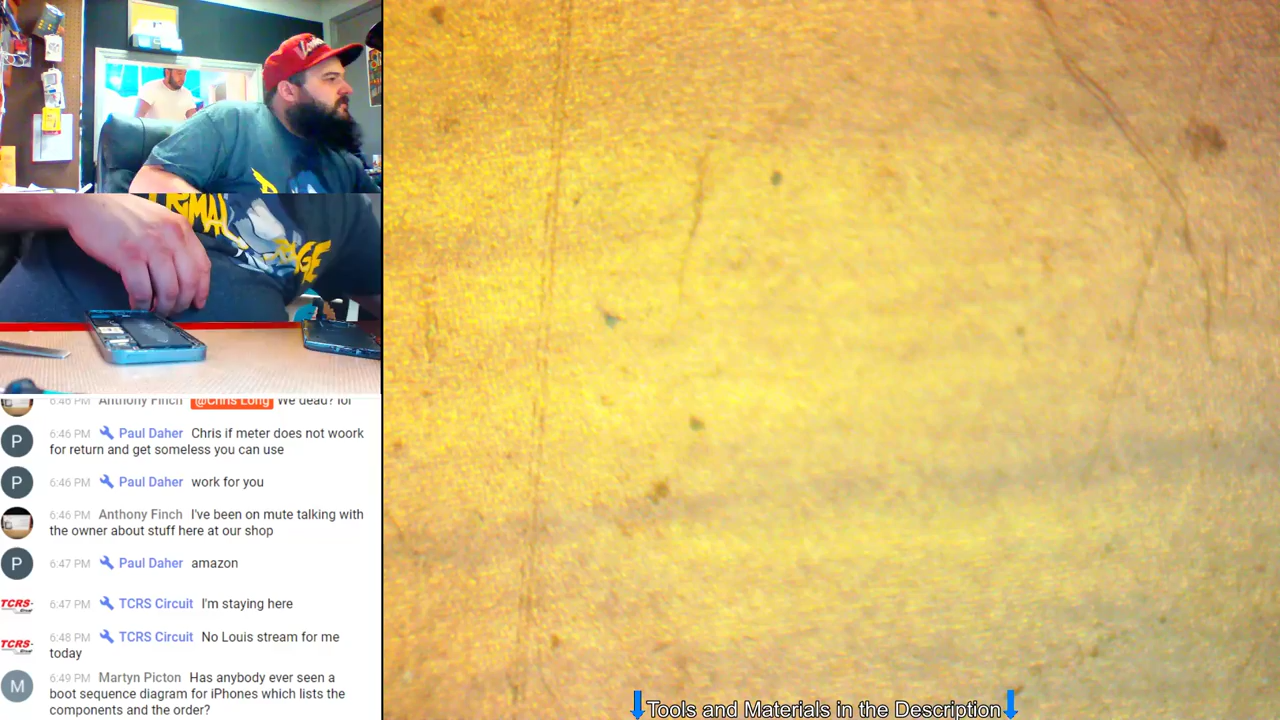 6:46 PM Anthony Finch @Chris Long We dead? lol
6:46 PM Paul Daher Chris if meter does not woork
for return and get someless you can use
6:46 PM Paul Daher work for you
6:46 PM Anthony Finch I've been on mute talking with
the owner about stuff here at our shop
6:47 PM Paul Daher amazon
6:47 PM TCRS Circuit I'm staying here
6:48 PM TCRS Circuit No Louis stream for me
today
6:49 PM Martyn Picton Has anybody ever seen a
boot sequence diagram for iPhones which lists the
components and the order?
P
P
P
TCRS-
TCRS-
M
Tools and Materials in the Description